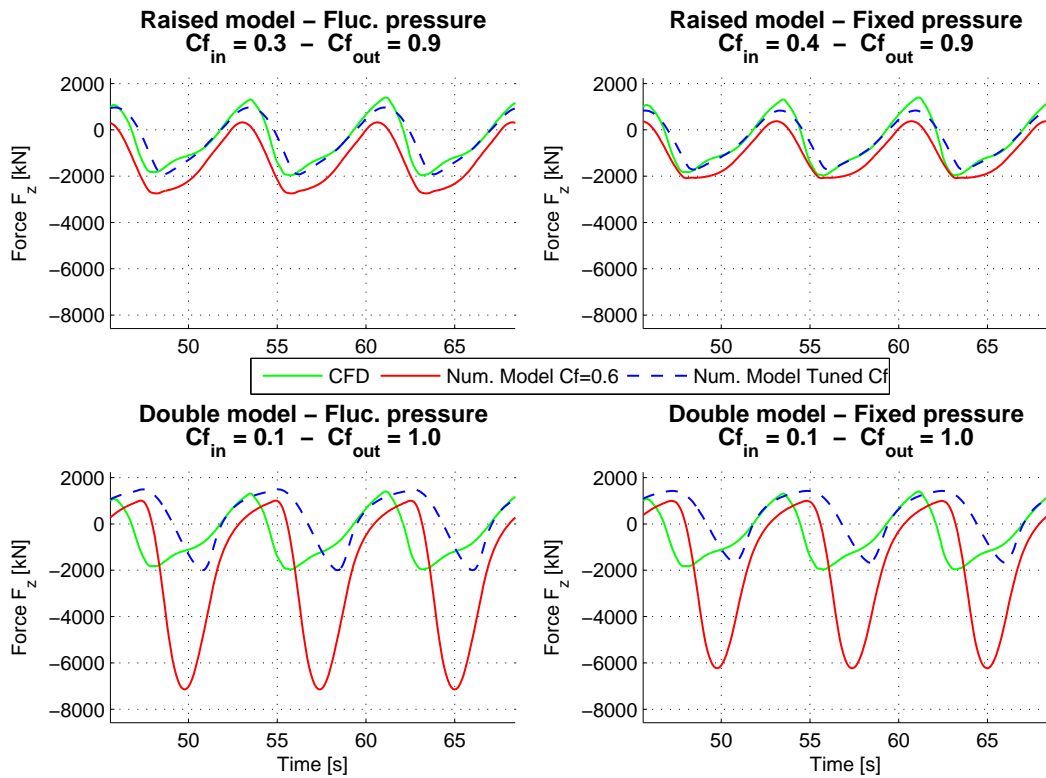 Raised model − Fluc. pressure
Cf_in = 0.3 − Cf_out = 0.9
Raised model − Fixed pressure
Cf_in = 0.4 − Cf_out = 0.9
2000
0
−2000
−4000
−6000
−8000
Force F_z [kN]
50
55
60
65
2000
0
−2000
−4000
−6000
−8000
Force F_z [kN]
50
55
60
65
CFD
Num. Model Cf=0.6
Num. Model Tuned Cf
Double model − Fluc. pressure
Cf_in = 0.1 − Cf_out = 1.0
Double model − Fixed pressure
Cf_in = 0.1 − Cf_out = 1.0
2000
0
−2000
−4000
−6000
−8000
Force F_z [kN]
50
55
60
65
Time [s]
2000
0
−2000
−4000
−6000
−8000
Force F_z [kN]
50
55
60
65
Time [s]